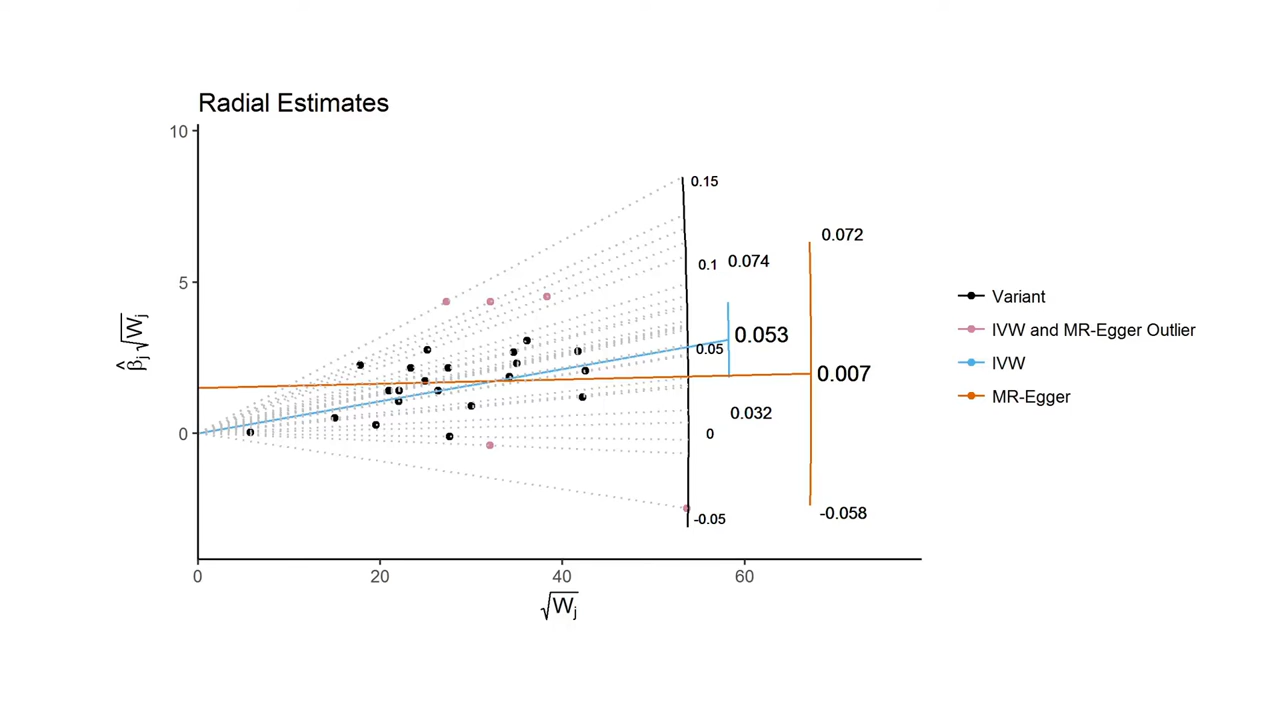 Radial Estimates
10
5
0
β̂j √Wj
0.15
0.1
0.05
0
-0.05
0.074
0.053
0.032
0.072
0.007
-0.058
0
20
40
60
√Wj
Variant
IVW and MR-Egger Outlier
IVW
MR-Egger